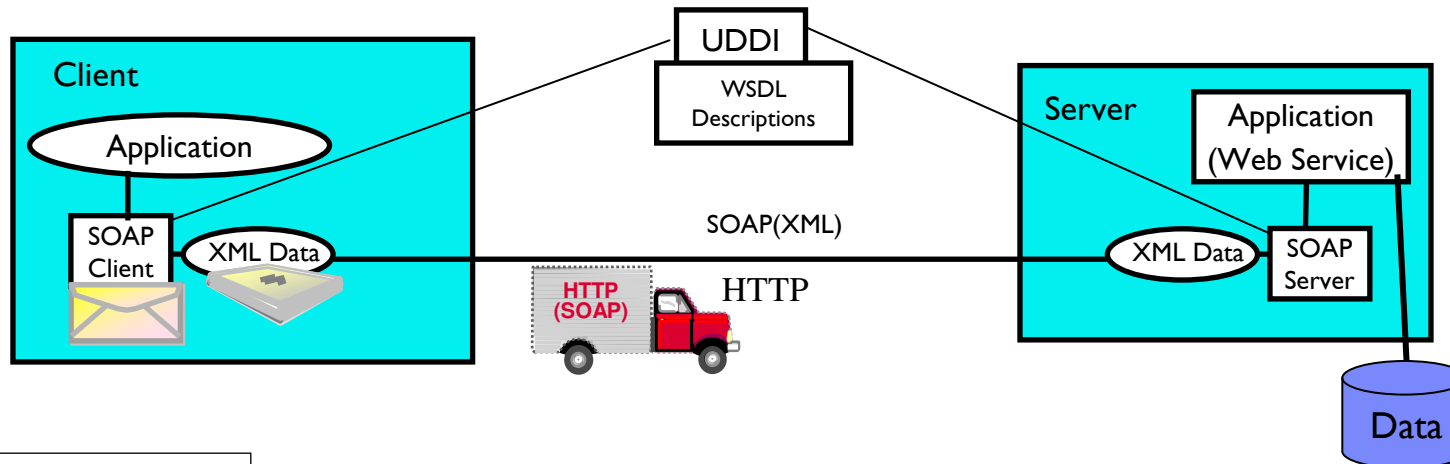 UDDI
WSDL
Descriptions
Client
Application
SOAP
Client
XML Data
SOAP(XML)
HTTP
(SOAP)
HTTP
Server
Application
(Web Service)
XML Data
SOAP
Server
Data